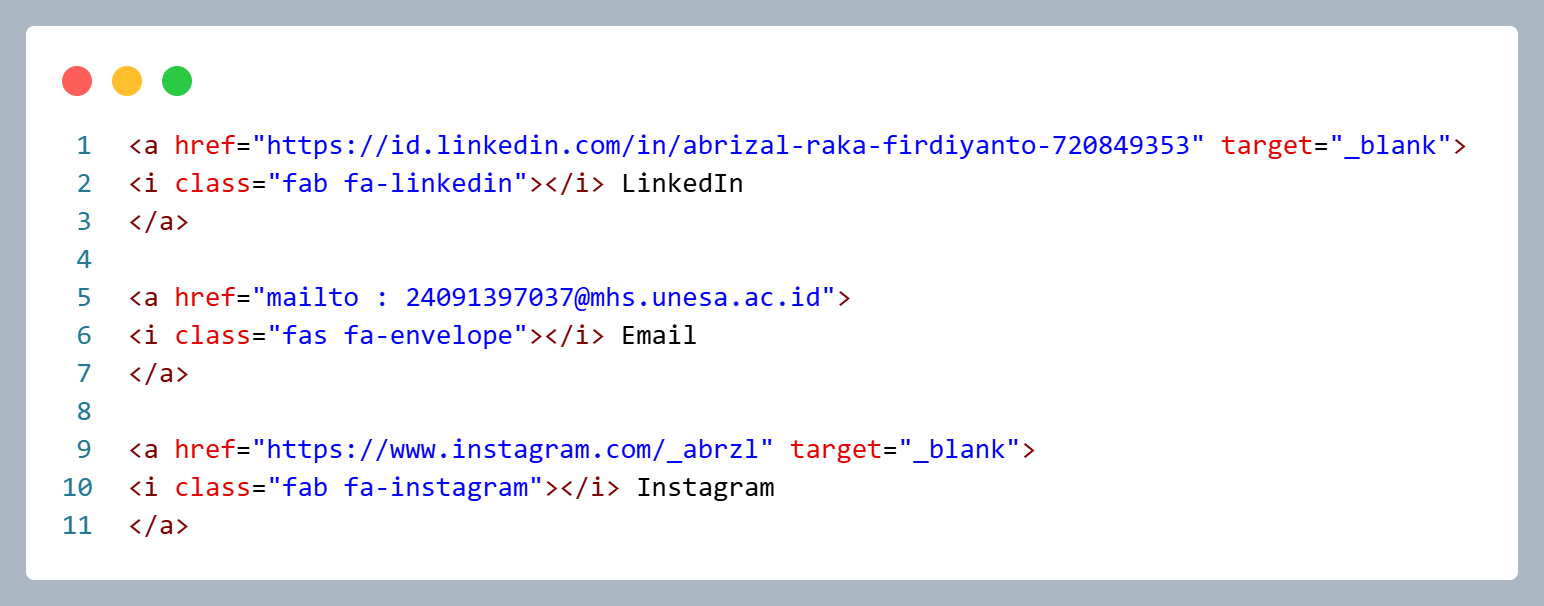 1 <a href="https://id.linkedin.com/in/abrizal-raka-firdiyanto-720849353" target="_blank">
2 <i class="fab fa-linkedin"></i> LinkedIn
3 </a>
4
5 <a href="mailto : 24091397037@mhs.unesa.ac.id">
6 <i class="fas fa-envelope"></i> Email
7 </a>
8
9 <a href="https://www.instagram.com/_abrzl" target="_blank">
10 <i class="fab fa-instagram"></i> Instagram
11 </a>